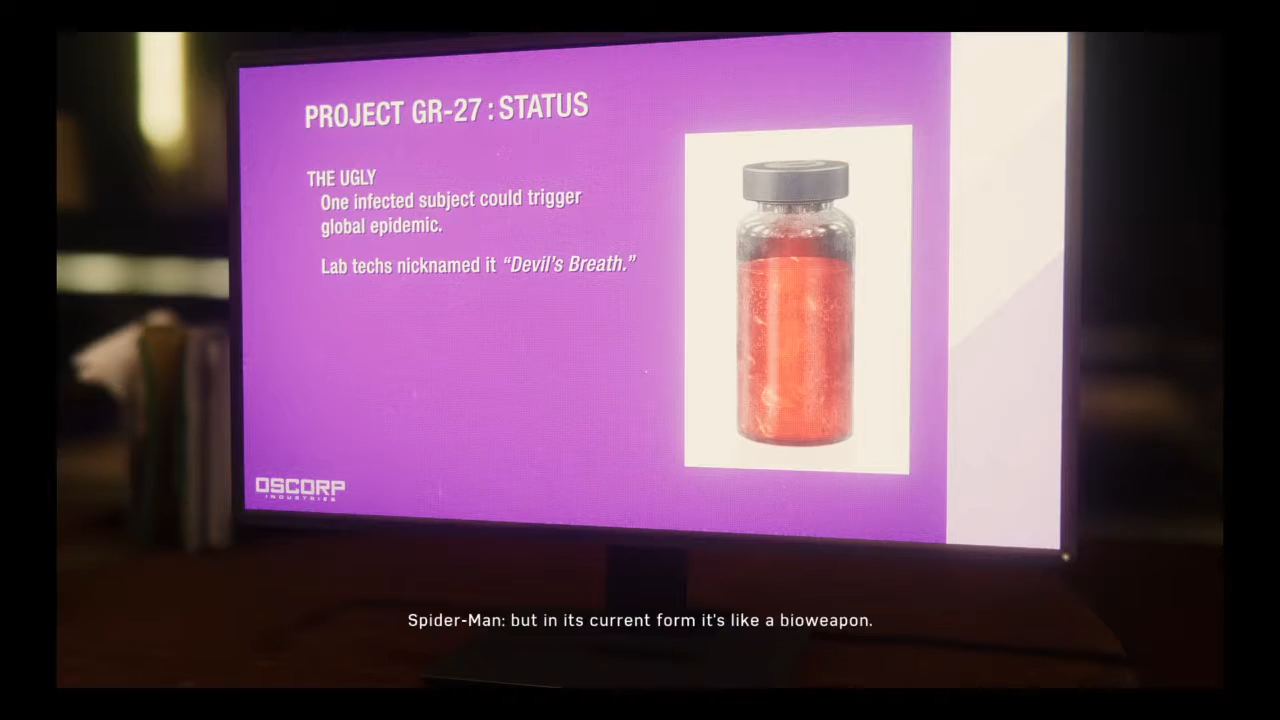 PROJECT GR-27 : STATUS
THE UGLY
One infected subject could trigger
global epidemic.
Lab techs nicknamed it “Devil’s Breath.”
OSCORP
INDUSTRIES
Spider-Man: but in its current form it's like a bioweapon.